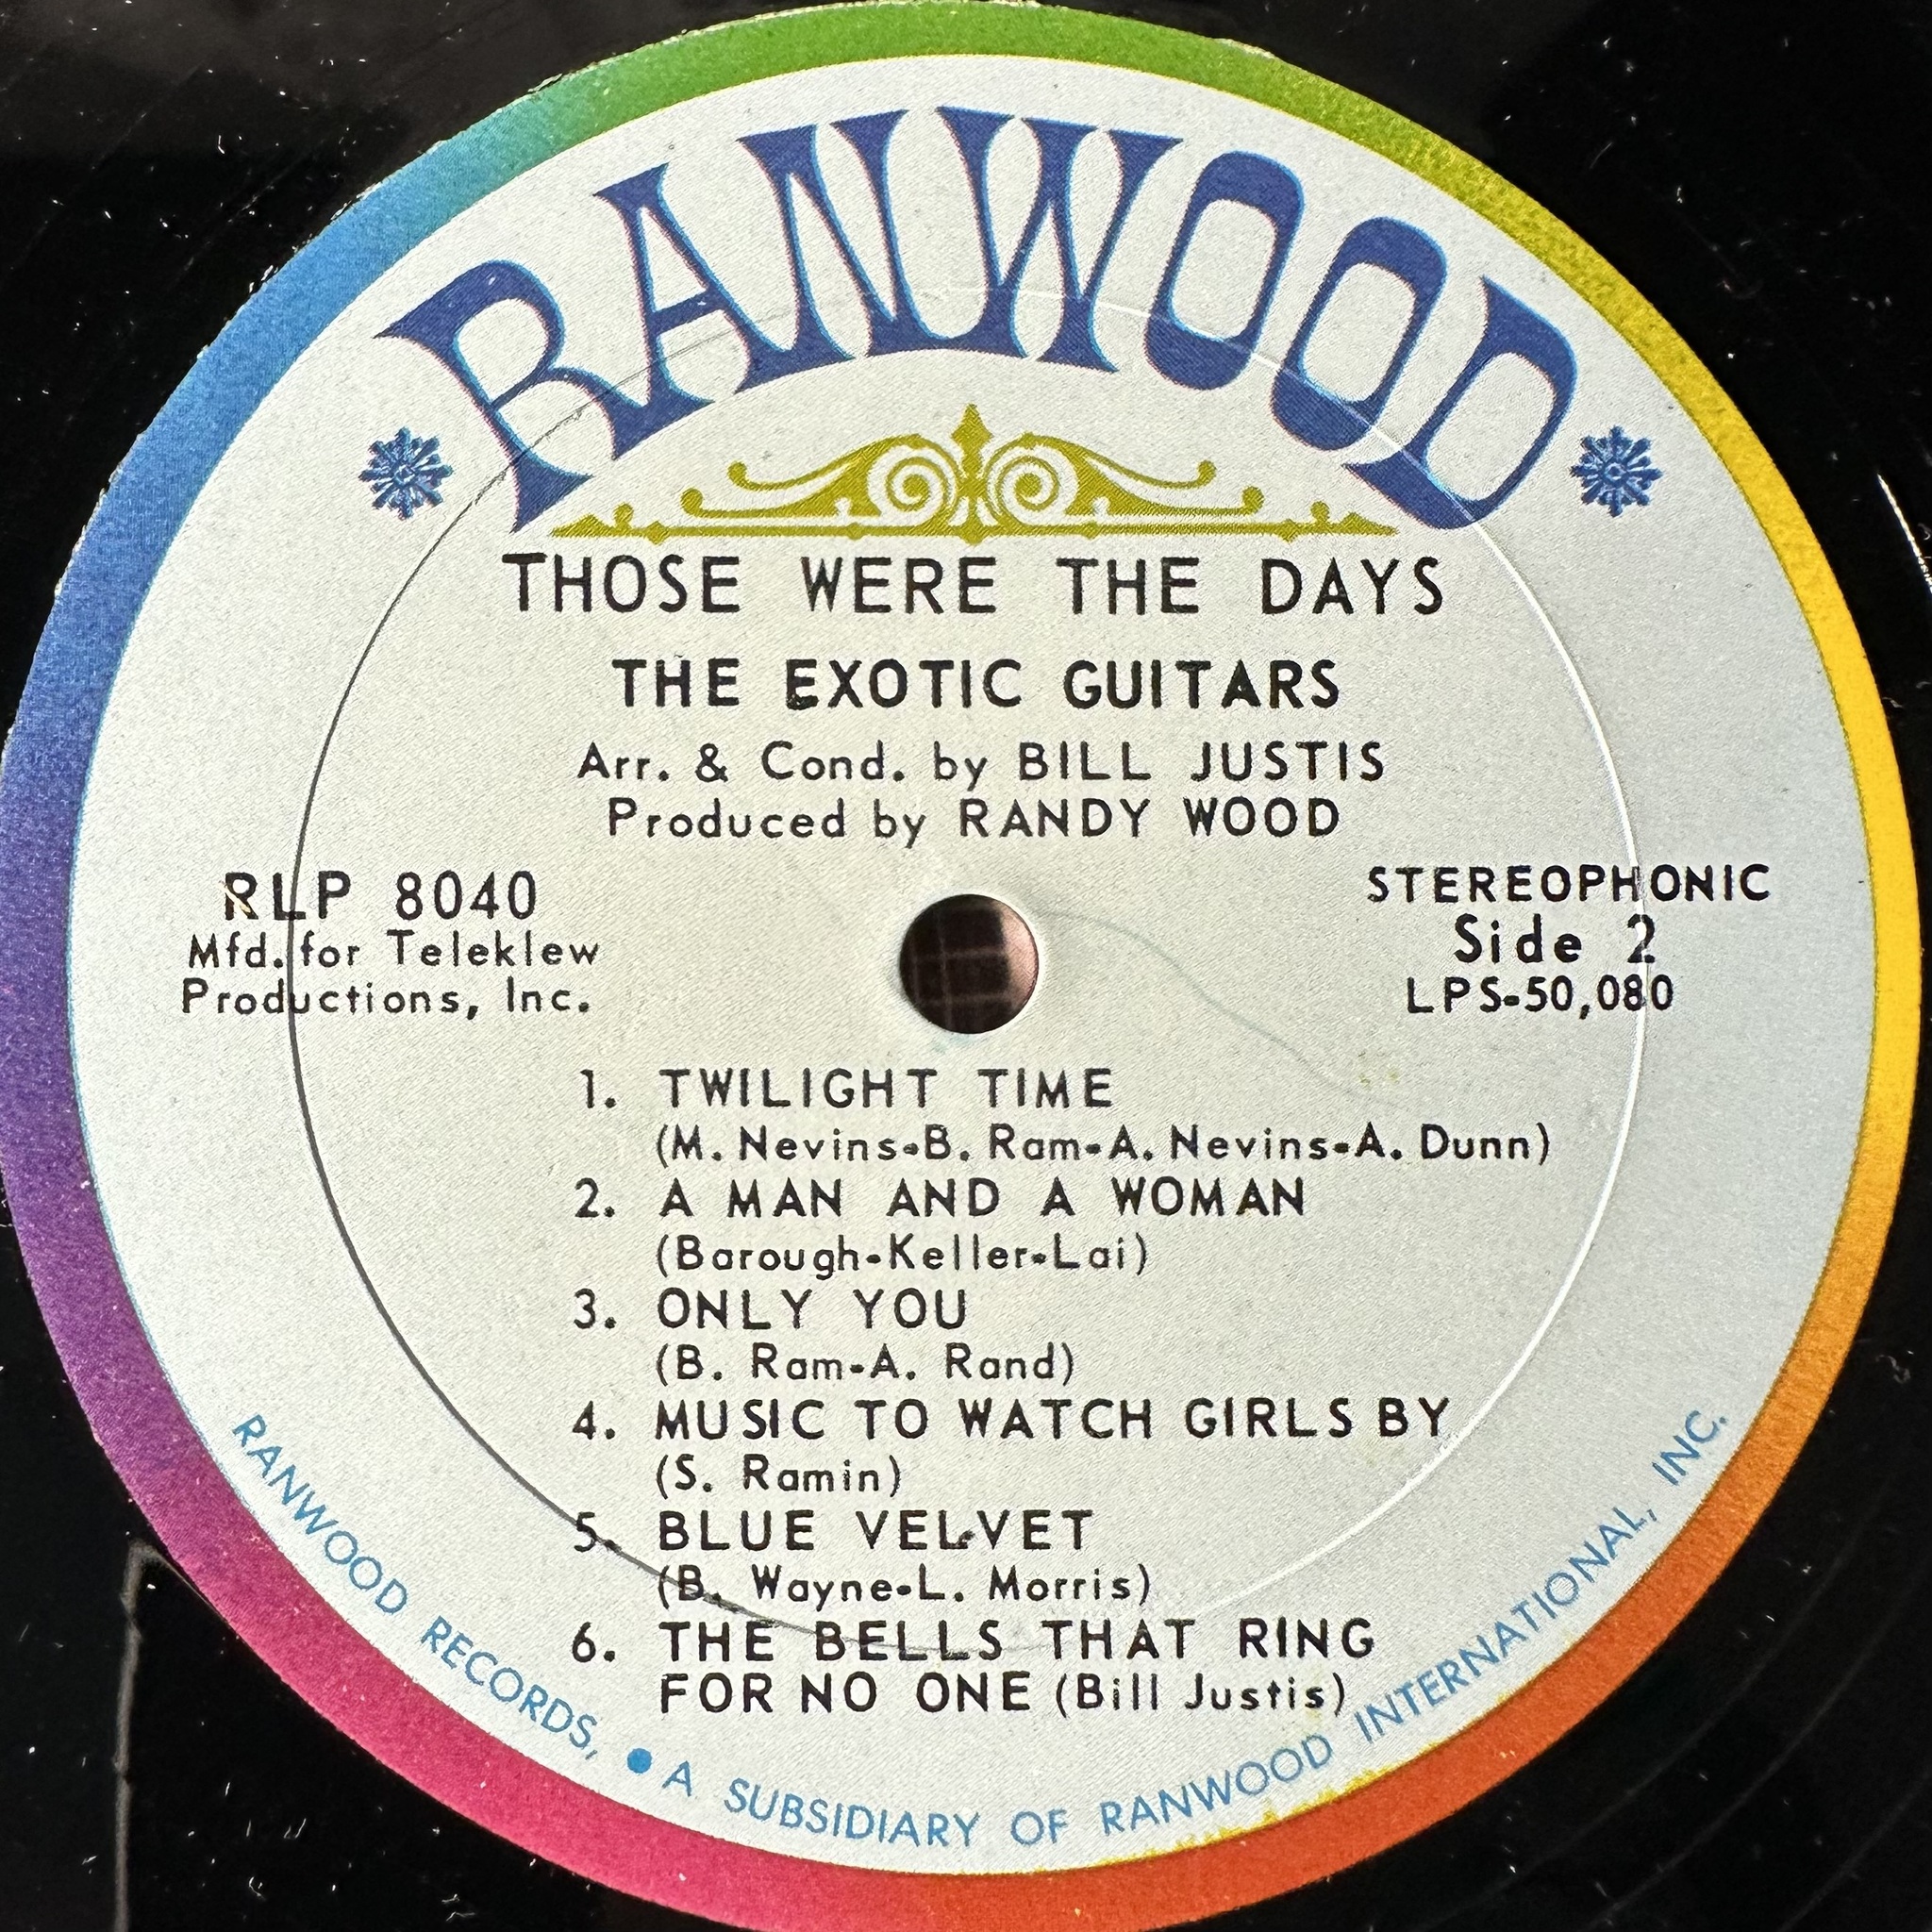 RANWOOD
THOSE WERE THE DAYS
THE EXOTIC GUITARS
Arr. & Cond. by BILL JUSTIS
Produced by RANDY WOOD
RLP 8040
Mfd. for Teleklew
Productions, Inc.
STEREOPHONIC
Side 2
LPS-50,080
1. TWILIGHT TIME
(M. Nevins-B. Ram-A. Nevins-A. Dunn)
2. A MAN AND A WOMAN
(Barough-Keller-Lai)
3. ONLY YOU
(B. Ram-A. Rand)
4. MUSIC TO WATCH GIRLS BY
(S. Ramin)
5. BLUE VELVET
(B. Wayne-L. Morris)
6. THE BELLS THAT RING
FOR NO ONE (Bill Justis)
RANWOOD RECORDS, ● A SUBSIDIARY OF RANWOOD INTERNATIONAL, INC.